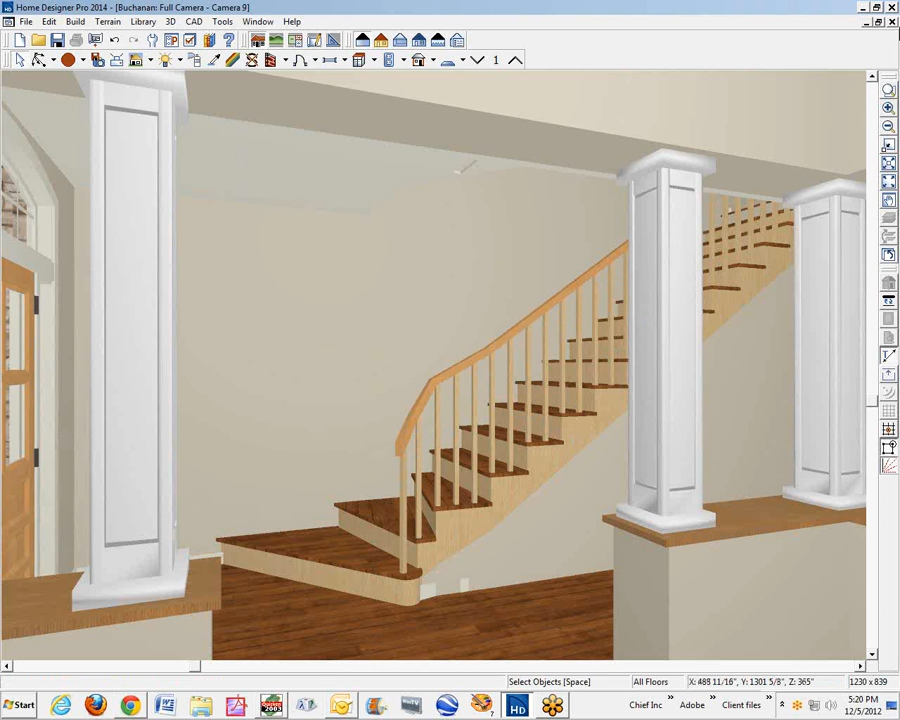 Home Designer Pro 2014 - [Buchanan: Full Camera - Camera 9]
File Edit Build Terrain Library 3D CAD Tools Window Help
1
Select Objects [Space] All Floors X: 488 11/16", Y: 1301 5/8", Z: 365" 1230 x 839
Start HD Chief Inc » Adobe » Client files » 5:20 PM
12/5/2012